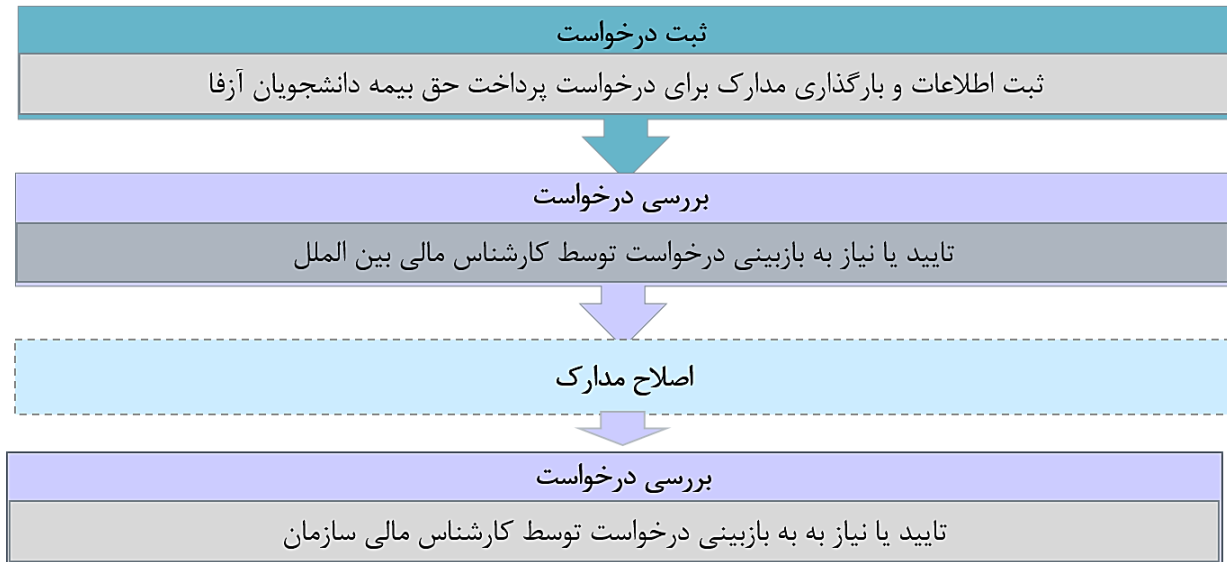 ثبت درخواست
ثبت اطلاعات و بارگذاری مدارک برای درخواست پرداخت حق بیمه دانشجویان آزفا
بررسی درخواست
تایید یا نیاز به بازبینی درخواست توسط کارشناس مالی بین الملل
اصلاح مدارک
بررسی درخواست
تایید یا نیاز به به بازبینی درخواست توسط کارشناس مالی سازمان